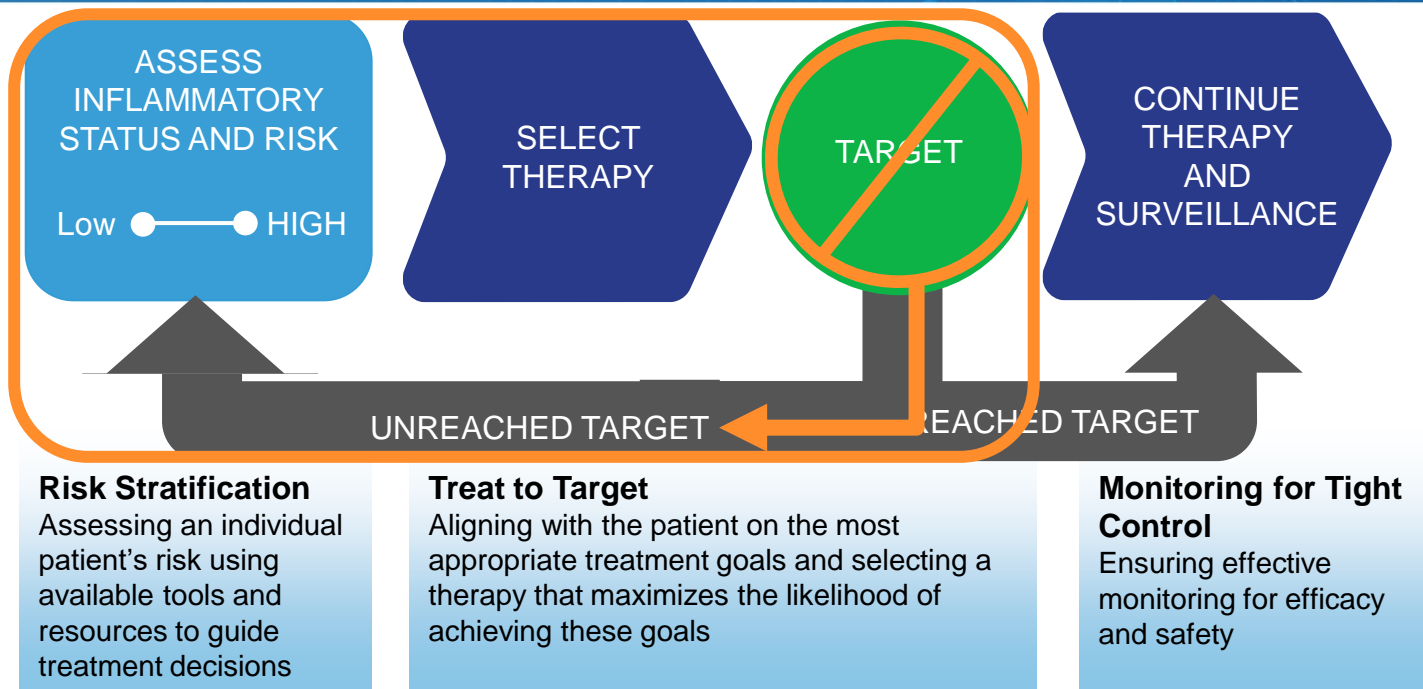 ASSESS
INFLAMMATORY
STATUS AND RISK
Low HIGH
SELECT
THERAPY
TARGET
CONTINUE
THERAPY
AND
SURVEILLANCE
UNREACHED TARGET
REACHED TARGET
Risk Stratification
Assessing an individual
patient's risk using
available tools and
resources to guide
treatment decisions
Treat to Target
Aligning with the patient on the most
appropriate treatment goals and selecting a
therapy that maximizes the likelihood of
achieving these goals
Monitoring for Tight
Control
Ensuring effective
monitoring for efficacy
and safety